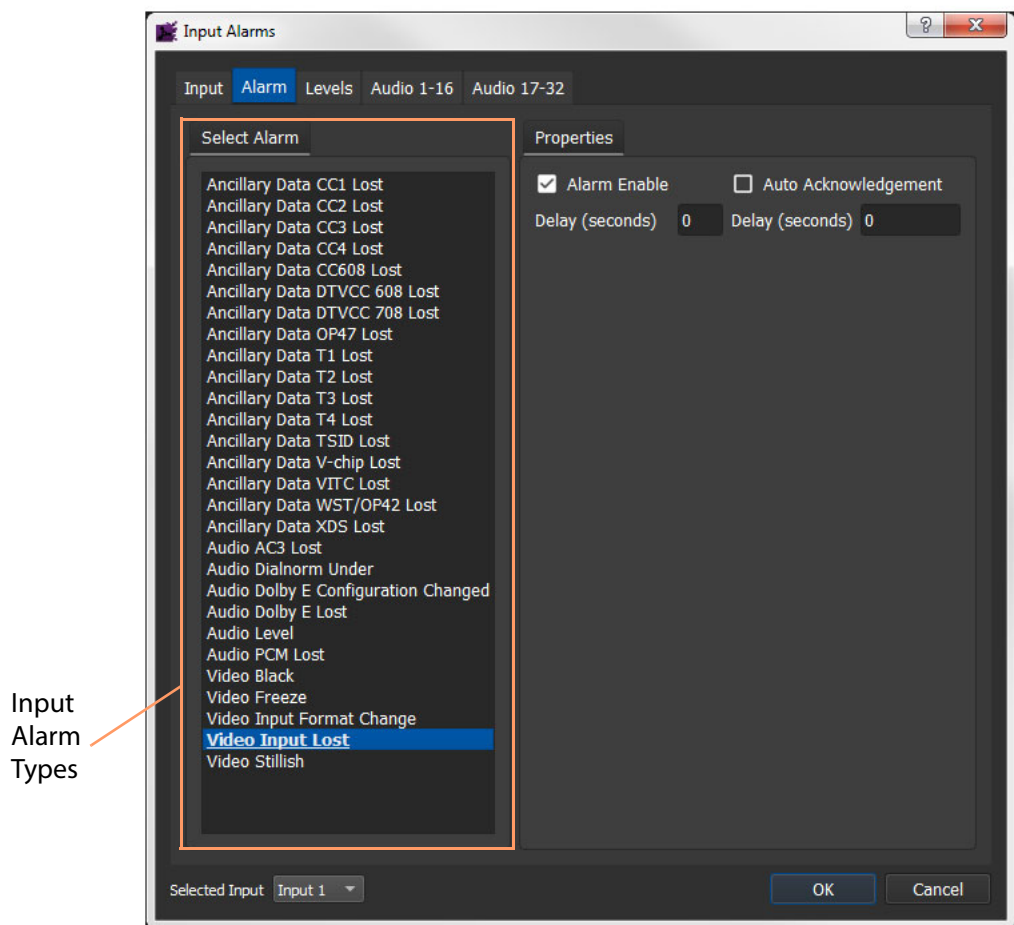 Input Alarms
Input Alarm Levels Audio 1-16 Audio 17-32
Select Alarm
Ancillary Data CC1 Lost
Ancillary Data CC2 Lost
Ancillary Data CC3 Lost
Ancillary Data CC4 Lost
Ancillary Data CC608 Lost
Ancillary Data DTVCC 608 Lost
Ancillary Data DTVCC 708 Lost
Ancillary Data OP47 Lost
Ancillary Data T1 Lost
Ancillary Data T2 Lost
Ancillary Data T3 Lost
Ancillary Data T4 Lost
Ancillary Data TSID Lost
Ancillary Data V-chip Lost
Ancillary Data VITC Lost
Ancillary Data WST/OP42 Lost
Ancillary Data XDS Lost
Audio AC3 Lost
Audio Dialnorm Under
Audio Dolby E Configuration Changed
Audio Dolby E Lost
Audio Level
Audio PCM Lost
Video Black
Video Freeze
Video Input Format Change
Video Input Lost
Video Stillish
Properties
Alarm Enable Auto Acknowledgement
Delay (seconds) 0 Delay (seconds) 0
Input
Alarm
Types
Selected Input Input 1 OK Cancel